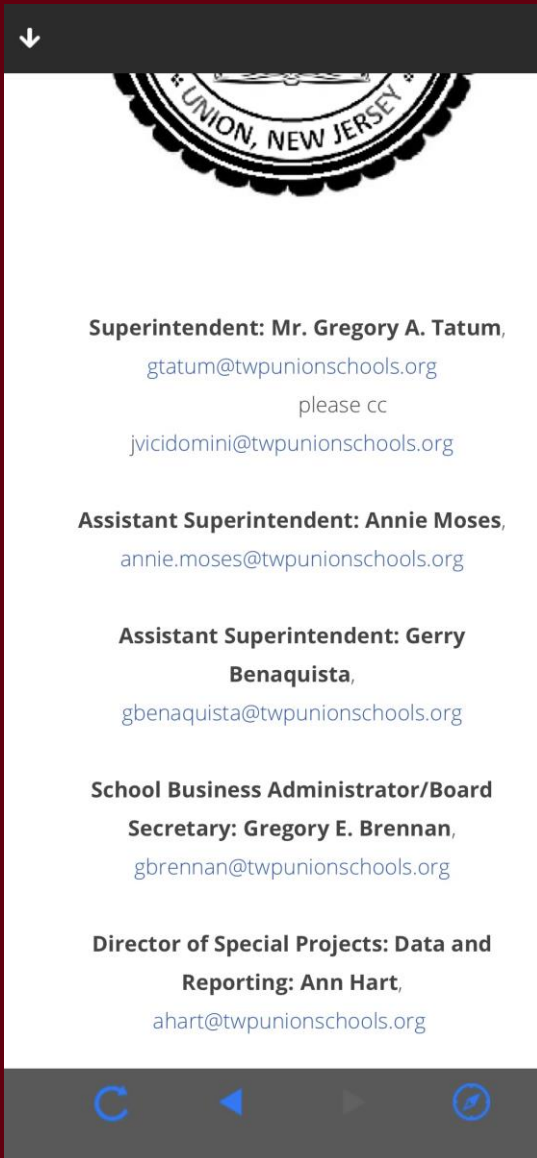 UNION, NEW JERSEY
Superintendent: Mr. Gregory A. Tatum,
gtatum@twpunionschools.org
please cc
jvicidomini@twpunionschools.org
Assistant Superintendent: Annie Moses,
annie.moses@twpunionschools.org
Assistant Superintendent: Gerry
Benaquista,
gbenaquista@twpunionschools.org
School Business Administrator/Board
Secretary: Gregory E. Brennan,
gbrennan@twpunionschools.org
Director of Special Projects: Data and
Reporting: Ann Hart,
ahart@twpunionschools.org